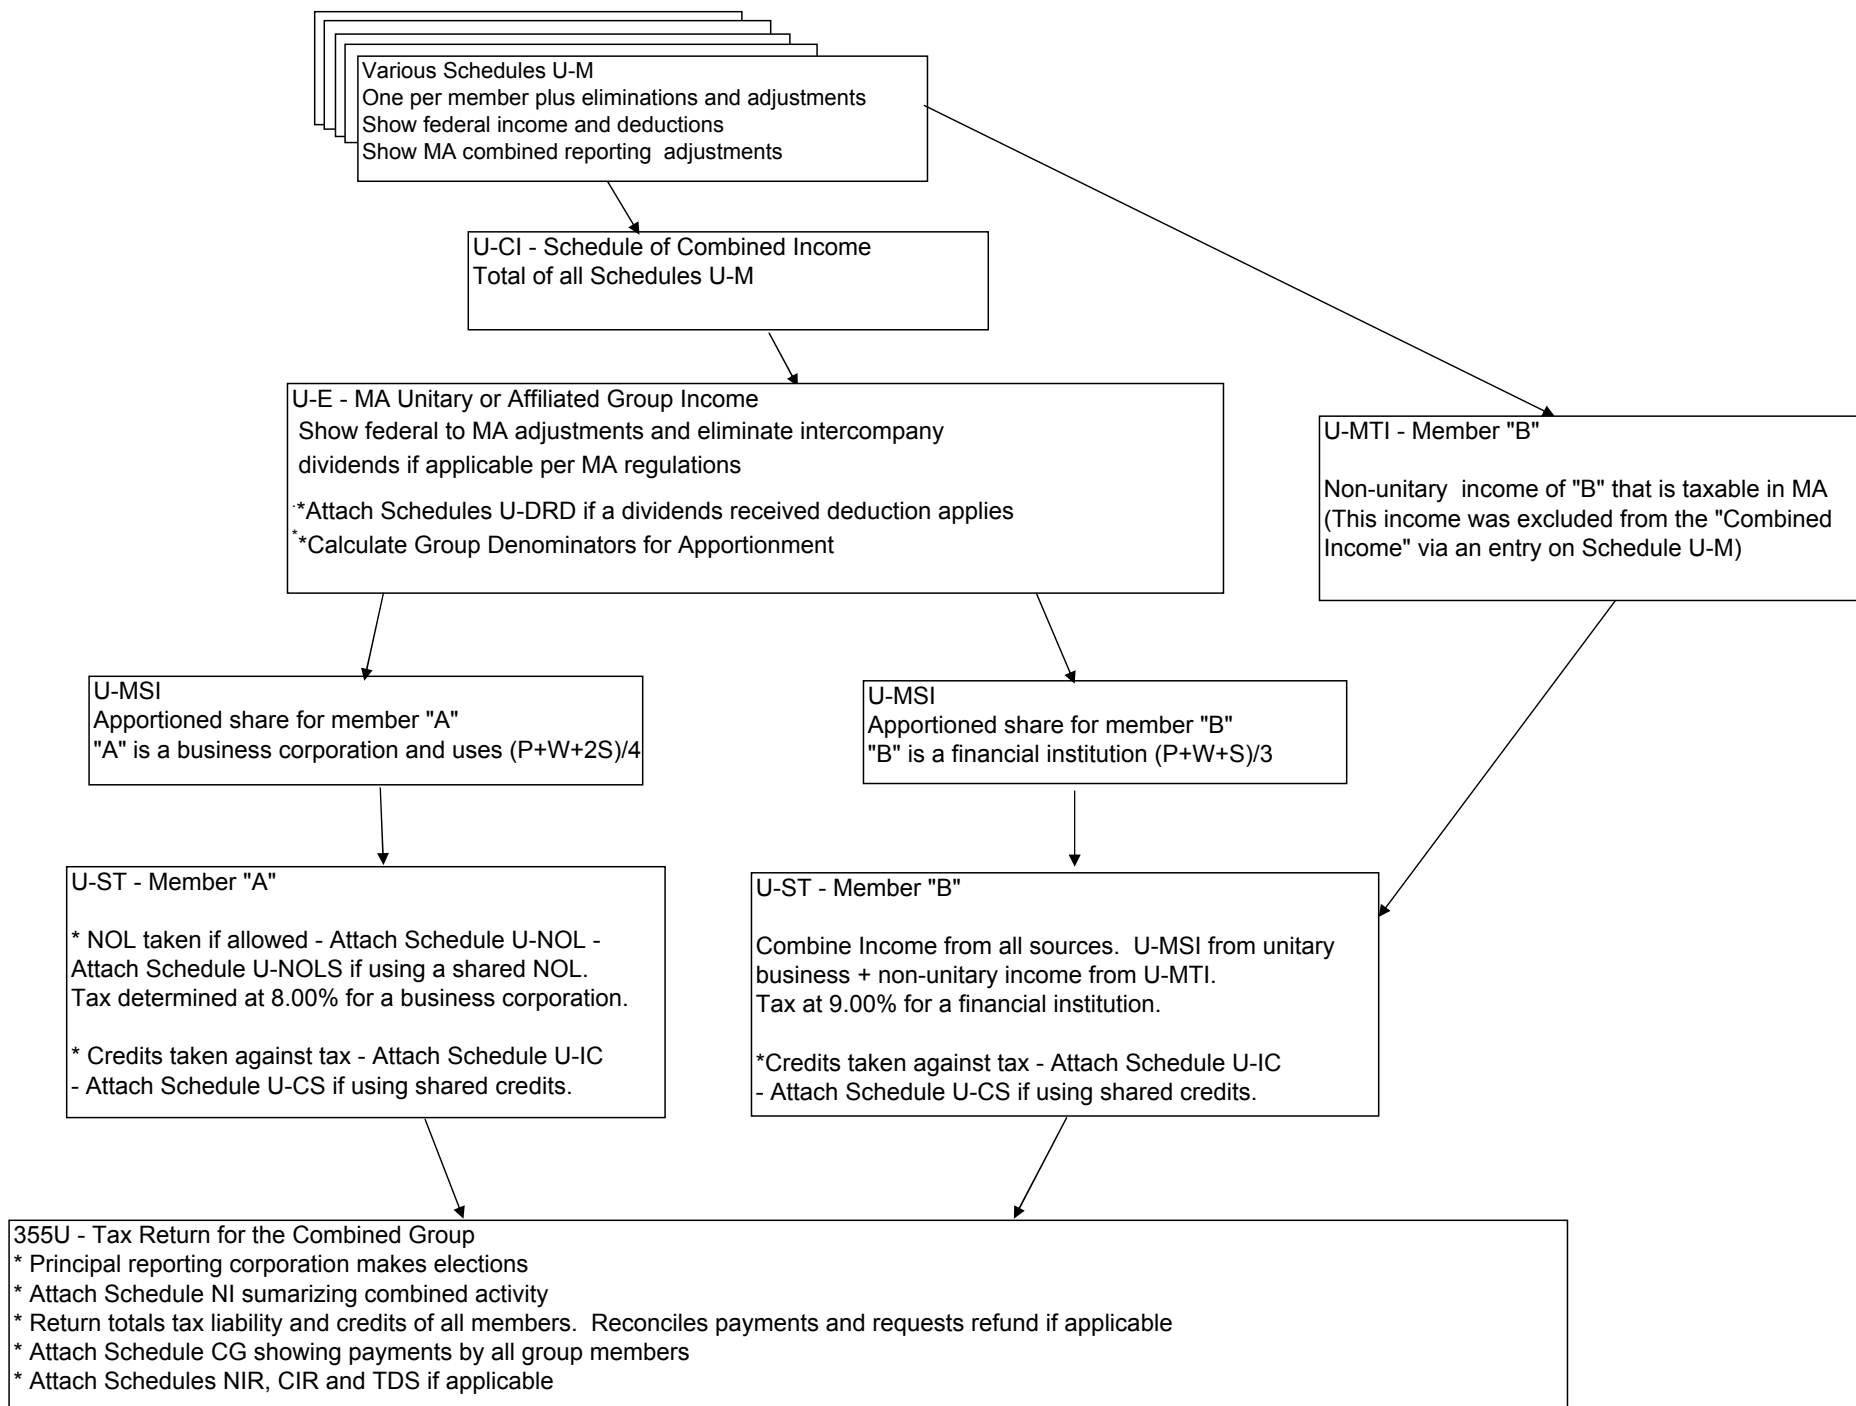 Various Schedules U-M
One per member plus eliminations and adjustments
Show federal income and deductions
Show MA combined reporting  adjustments
U-CI - Schedule of Combined Income
Total of all Schedules U-M
U-E - MA Unitary or Affiliated Group Income
Show federal to MA adjustments and eliminate intercompany
dividends if applicable per MA regulations
.*Attach Schedules U-DRD if a dividends received deduction applies
**Calculate Group Denominators for Apportionment
U-MTI - Member "B"
Non-unitary  income of "B" that is taxable in MA
(This income was excluded from the "Combined
Income" via an entry on Schedule U-M)
U-MSI
Apportioned share for member "A"
"A" is a business corporation and uses (P+W+2S)/4
U-MSI
Apportioned share for member "B"
"B" is a financial institution (P+W+S)/3
U-ST - Member "A"
* NOL taken if allowed - Attach Schedule U-NOL -
Attach Schedule U-NOLS if using a shared NOL.
Tax determined at 8.00% for a business corporation.
* Credits taken against tax - Attach Schedule U-IC
- Attach Schedule U-CS if using shared credits.
U-ST - Member "B"
Combine Income from all sources.  U-MSI from unitary
business + non-unitary income from U-MTI.
Tax at 9.00% for a financial institution.
*Credits taken against tax - Attach Schedule U-IC
- Attach Schedule U-CS if using shared credits.
355U - Tax Return for the Combined Group
* Principal reporting corporation makes elections
* Attach Schedule NI sumarizing combined activity
* Return totals tax liability and credits of all members.  Reconciles payments and requests refund if applicable
* Attach Schedule CG showing payments by all group members
* Attach Schedules NIR, CIR and TDS if applicable